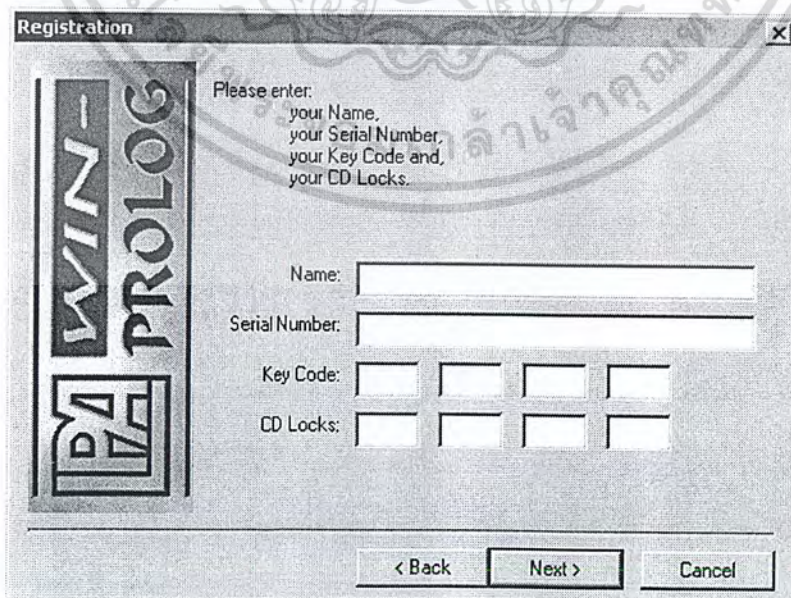 Registration
WIN-
PROLOG
LPA
Please enter:
your Name,
your Serial Number,
your Key Code and,
your CD Locks.
Name:
Serial Number:
Key Code:
CD Locks:
< Back
Next >
Cancel